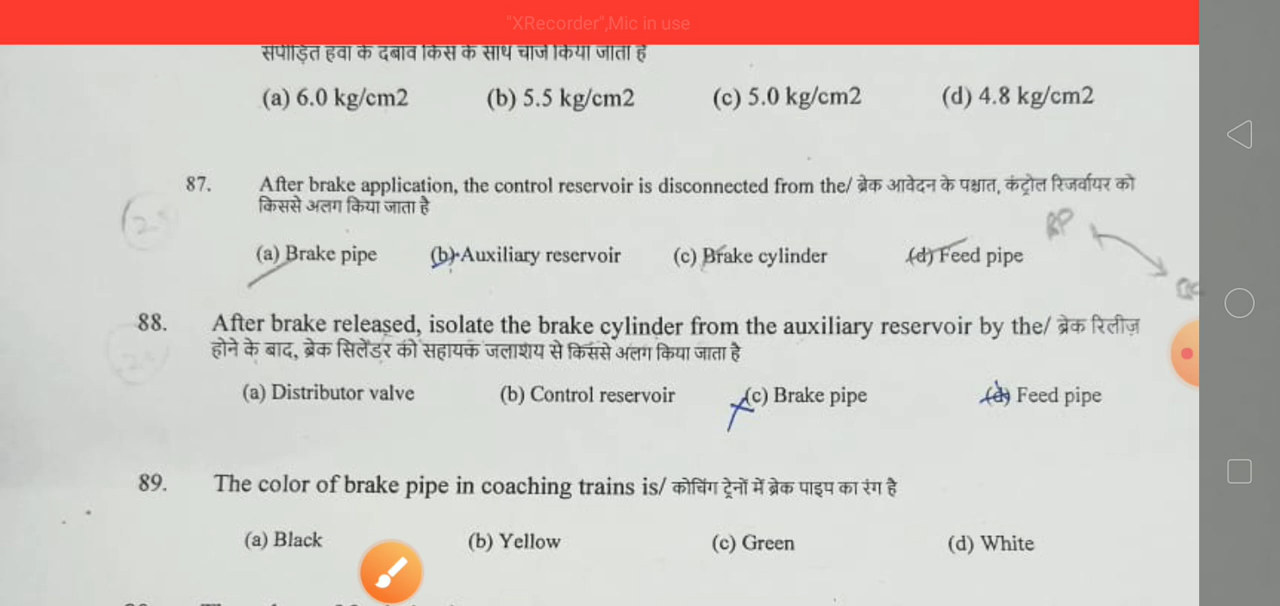 "XRecorder",Mic in use
संपीड़ित हवा के दबाव किस के साथ चार्ज किया जाता है
(a) 6.0 kg/cm2 (b) 5.5 kg/cm2 (c) 5.0 kg/cm2 (d) 4.8 kg/cm2
87. After brake application, the control reservoir is disconnected from the/ ब्रेक आवेदन के पश्चात, कंट्रोल रिजर्वायर को
किससे अलग किया जाता है
BP
(a) Brake pipe (b) Auxiliary reservoir (c) Brake cylinder (d) Feed pipe
88. After brake released, isolate the brake cylinder from the auxiliary reservoir by the/ ब्रेक रिलीज़
होने के बाद, ब्रेक सिलेंडर को सहायक जलाशय से किससे अलग किया जाता है
(a) Distributor valve (b) Control reservoir (c) Brake pipe (d) Feed pipe
89. The color of brake pipe in coaching trains is/ कोचिंग ट्रेनों में ब्रेक पाइप का रंग है
(a) Black (b) Yellow (c) Green (d) White